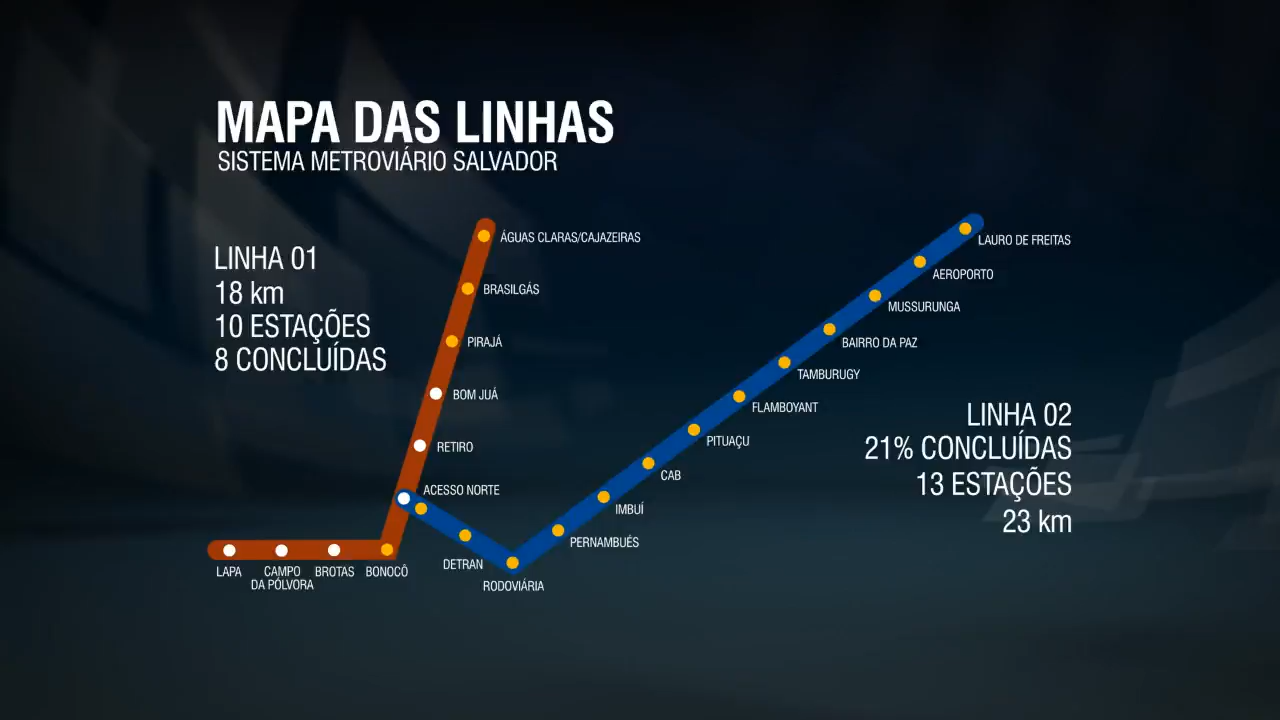 MAPA DAS LINHAS
SISTEMA METROVIÁRIO SALVADOR
LINHA 01
18 km
10 ESTAÇÕES
8 CONCLUÍDAS
ÁGUAS CLARAS/CAJAZEIRAS
BRASILGÁS
PIRAJÁ
BOM JUÁ
RETIRO
ACESSO NORTE
LAPA
CAMPO
DA PÓLVORA
BROTAS
BONOCÔ
DETRAN
RODOVIÁRIA
PERNAMBUÉS
IMBUÍ
CAB
PITUAÇU
FLAMBOYANT
TAMBURUGY
BAIRRO DA PAZ
MUSSURUNGA
AEROPORTO
LAURO DE FREITAS
LINHA 02
21% CONCLUÍDAS
13 ESTAÇÕES
23 km